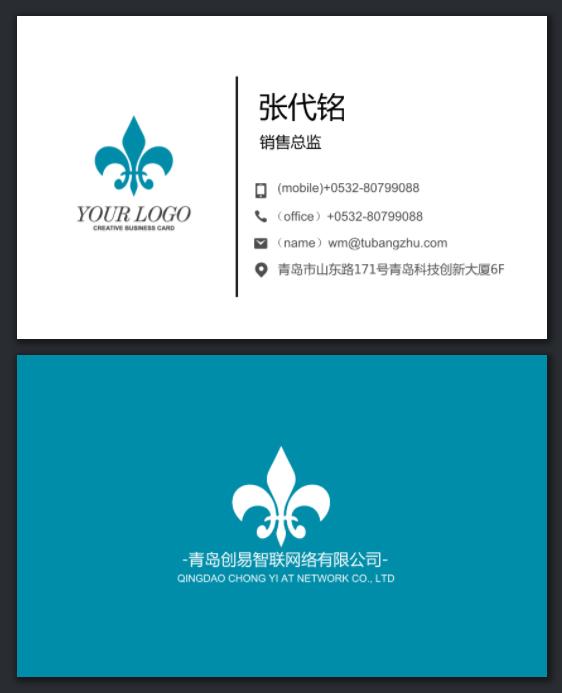 YOUR LOGO
CREATIVE BUSINESS CARD
张代铭
销售总监
(mobile)+0532-80799088
（office）+0532-80799088
（name）wm@tubangzhu.com
青岛市山东路171号青岛科技创新大厦6F
-青岛创易智联网络有限公司-
QINGDAO CHONG YI AT NETWORK CO., LTD